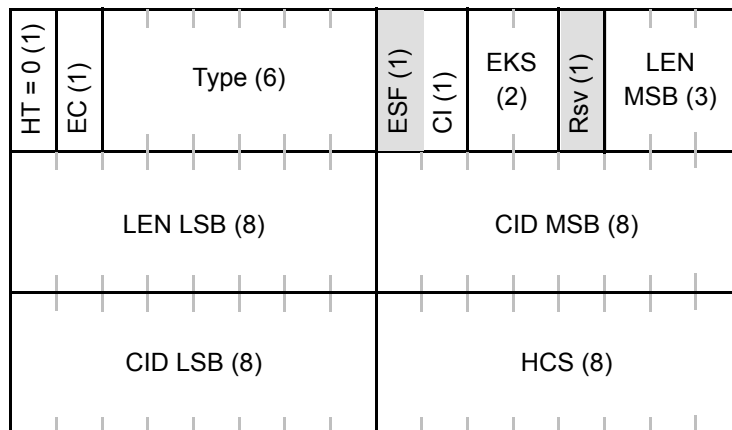 HT = 0 (1)
EC (1)
Type (6)
ESF (1)
CI (1)
EKS
(2)
Rsv (1)
LEN
MSB (3)
LEN LSB (8)
CID MSB (8)
CID LSB (8)
HCS (8)